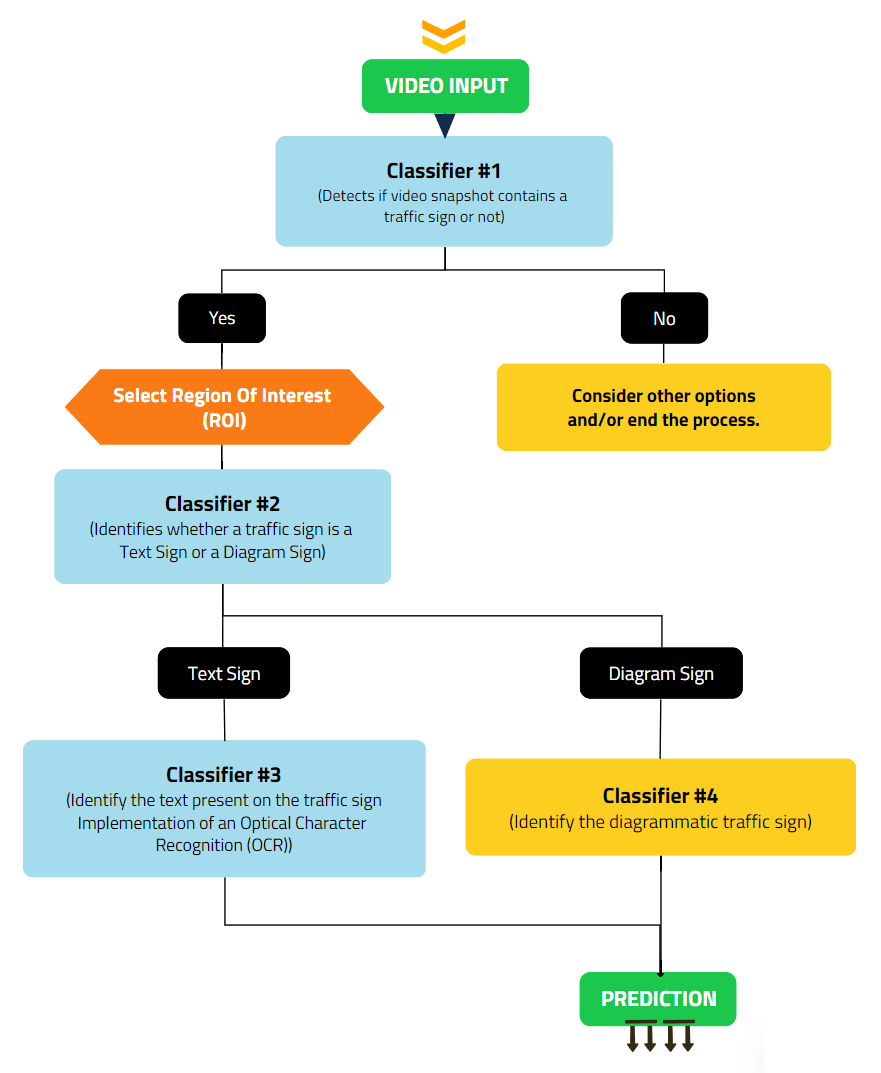 VIDEO INPUT
Classifier #1
(Detects if video snapshot contains a
traffic sign or not)
Yes
No
Select Region Of Interest
(ROI)
Consider other options
and/or end the process.
Classifier #2
(Identifies whether a traffic sign is a
Text Sign or a Diagram Sign)
Text Sign
Diagram Sign
Classifier #3
(Identify the text present on the traffic sign
Implementation of an Optical Character
Recognition (OCR))
Classifier #4
(Identify the diagrammatic traffic sign)
PREDICTION